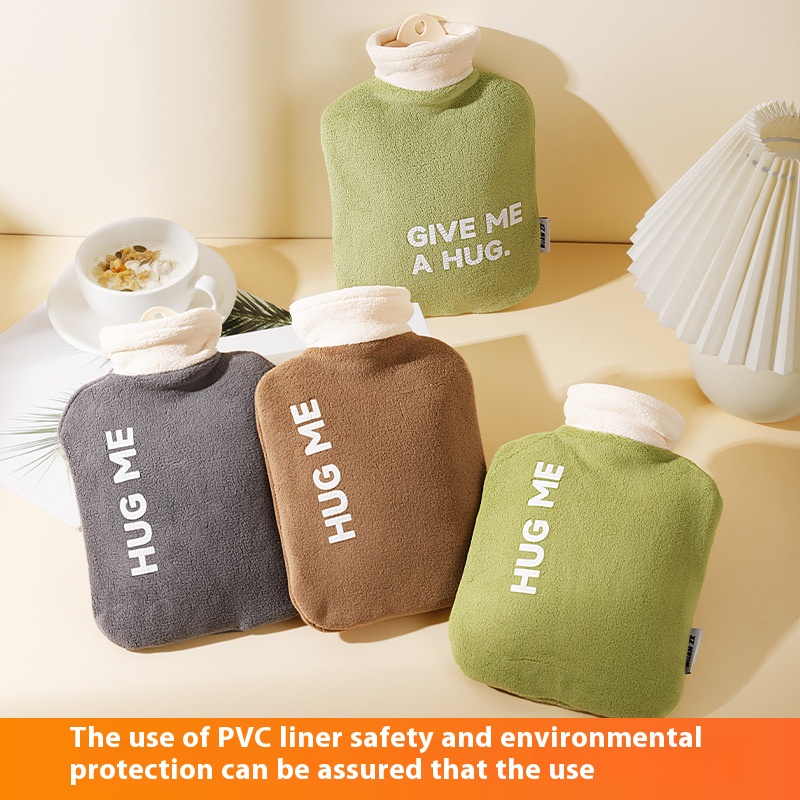 GIVE ME
A HUG.
HUG ME
HUG ME
HUG ME
The use of PVC liner safety and environmental
protection can be assured that the use